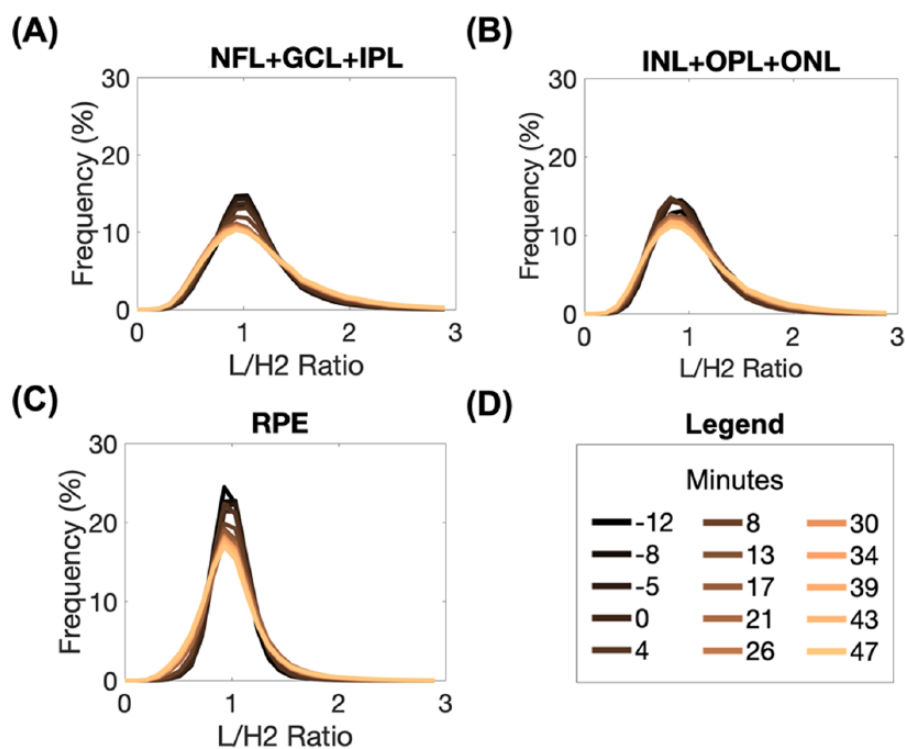 (A)
NFL+GCL+IPL
30
20
10
0
Frequency (%)
0 1 2 3
L/H2 Ratio
(B)
INL+OPL+ONL
30
20
10
0
Frequency (%)
0 1 2 3
L/H2 Ratio
(C)
RPE
30
20
10
0
Frequency (%)
0 1 2 3
L/H2 Ratio
(D)
Legend
Minutes
-12 8 30
-8 13 34
-5 17 39
0 21 43
4 26 47